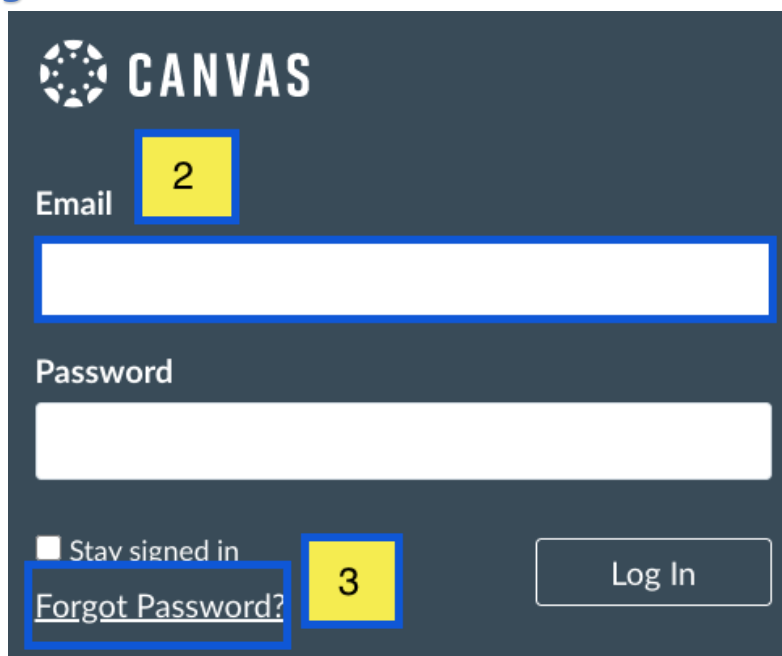 CANVAS
2
Email
Password
Stay signed in
3
Log In
Forgot Password?